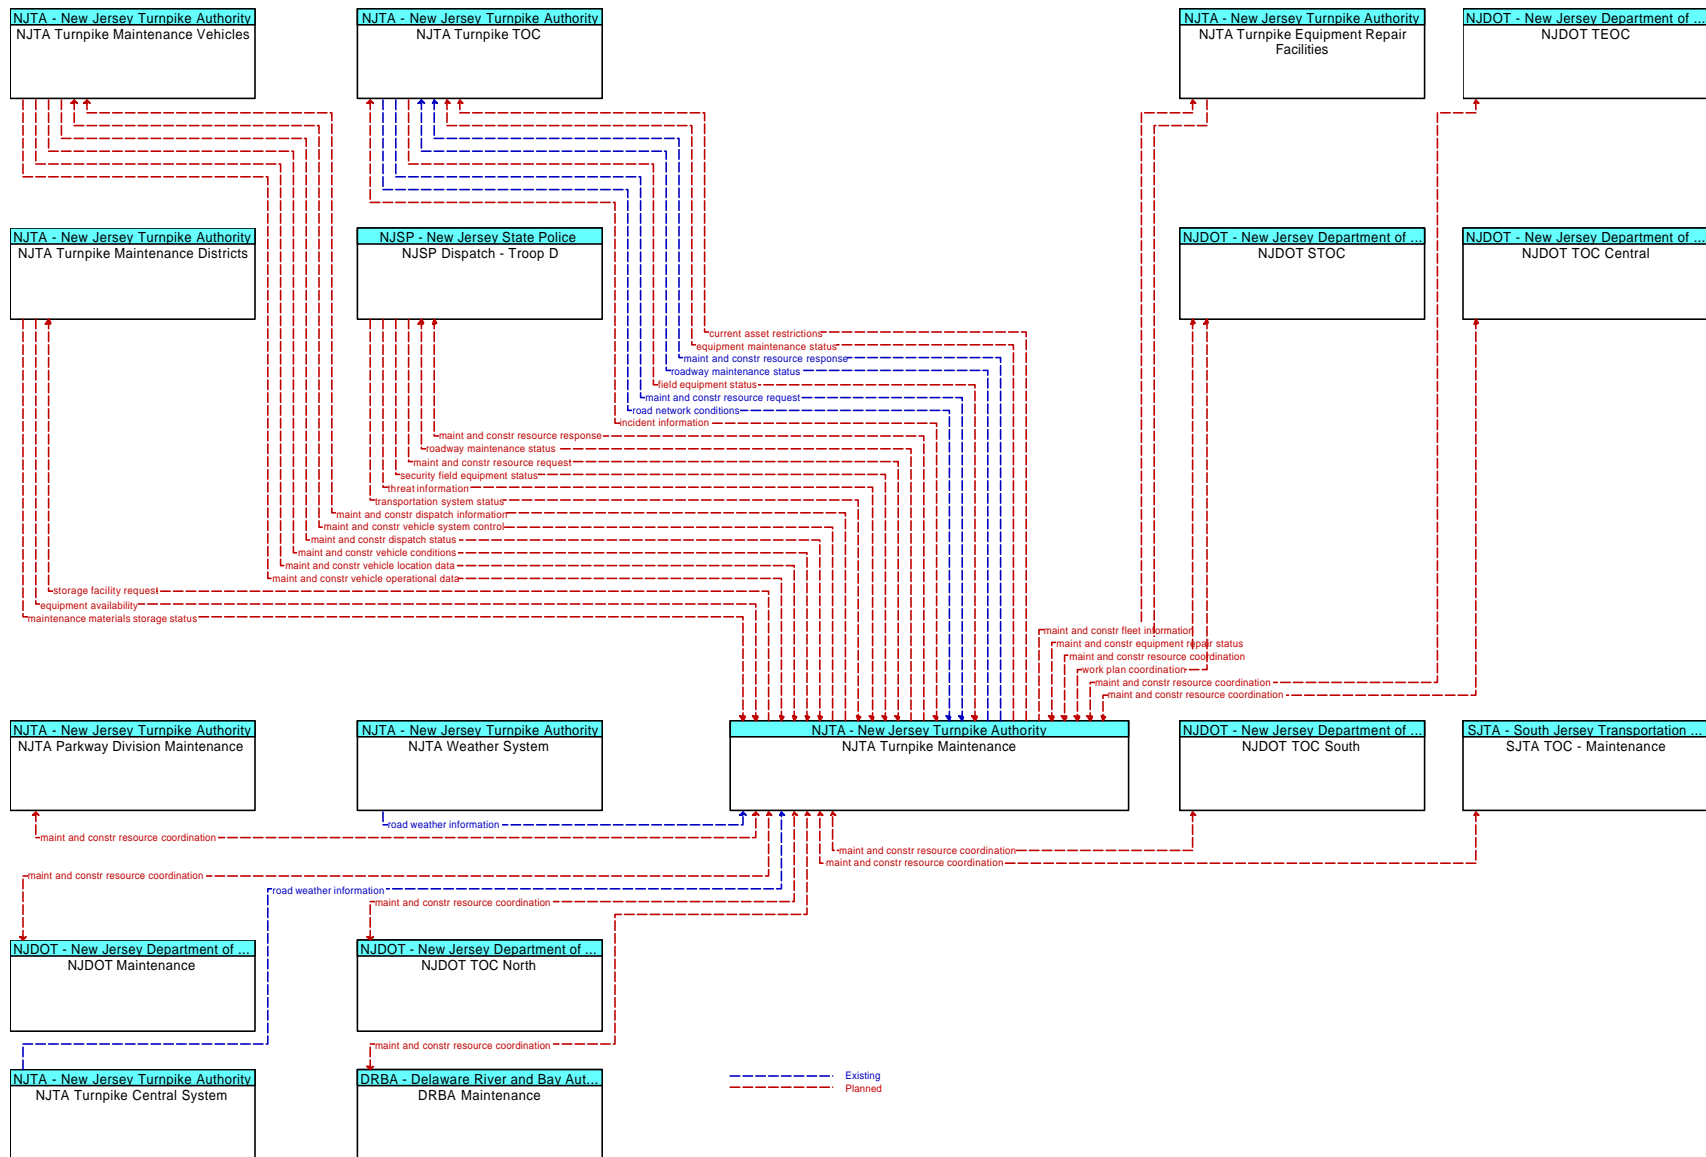 NJTA - New Jersey Turnpike Authority
NJTA Turnpike Maintenance Vehicles
NJTA - New Jersey Turnpike Authority
NJTA Turnpike TOC
NJTA - New Jersey Turnpike Authority
NJTA Turnpike Equipment Repair
Facilities
NJDOT - New Jersey Department of ...
NJDOT TEOC
NJTA - New Jersey Turnpike Authority
NJTA Turnpike Maintenance Districts
NJSP - New Jersey State Police
NJSP Dispatch - Troop D
NJDOT - New Jersey Department of ...
NJDOT STOC
NJDOT - New Jersey Department of ...
NJDOT TOC Central
current asset restrictions
equipment maintenance status
maint and constr resource response
roadway maintenance status
field equipment status
maint and constr resource request
road network conditions
incident information
maint and constr resource response
roadway maintenance status
maint and constr resource request
security field equipment status
threat information
transportation system status
maint and constr dispatch information
maint and constr vehicle system control
maint and constr dispatch status
maint and constr vehicle conditions
maint and constr vehicle location data
maint and constr vehicle operational data
storage facility request
equipment availability
maintenance materials storage status
maint and constr fleet information
maint and constr equipment repair status
maint and constr resource coordination
work plan coordination
maint and constr resource coordination
maint and constr resource coordination
NJTA - New Jersey Turnpike Authority
NJTA Parkway Division Maintenance
NJTA - New Jersey Turnpike Authority
NJTA Weather System
NJTA - New Jersey Turnpike Authority
NJTA Turnpike Maintenance
NJDOT - New Jersey Department of ...
NJDOT TOC South
SJTA - South Jersey Transportation ...
SJTA TOC - Maintenance
road weather information
maint and constr resource coordination
maint and constr resource coordination
maint and constr resource coordination
maint and constr resource coordination
road weather information
maint and constr resource coordination
NJDOT - New Jersey Department of ...
NJDOT Maintenance
NJDOT - New Jersey Department of ...
NJDOT TOC North
maint and constr resource coordination
NJTA - New Jersey Turnpike Authority
NJTA Turnpike Central System
DRBA - Delaware River and Bay Aut...
DRBA Maintenance
Existing
Planned